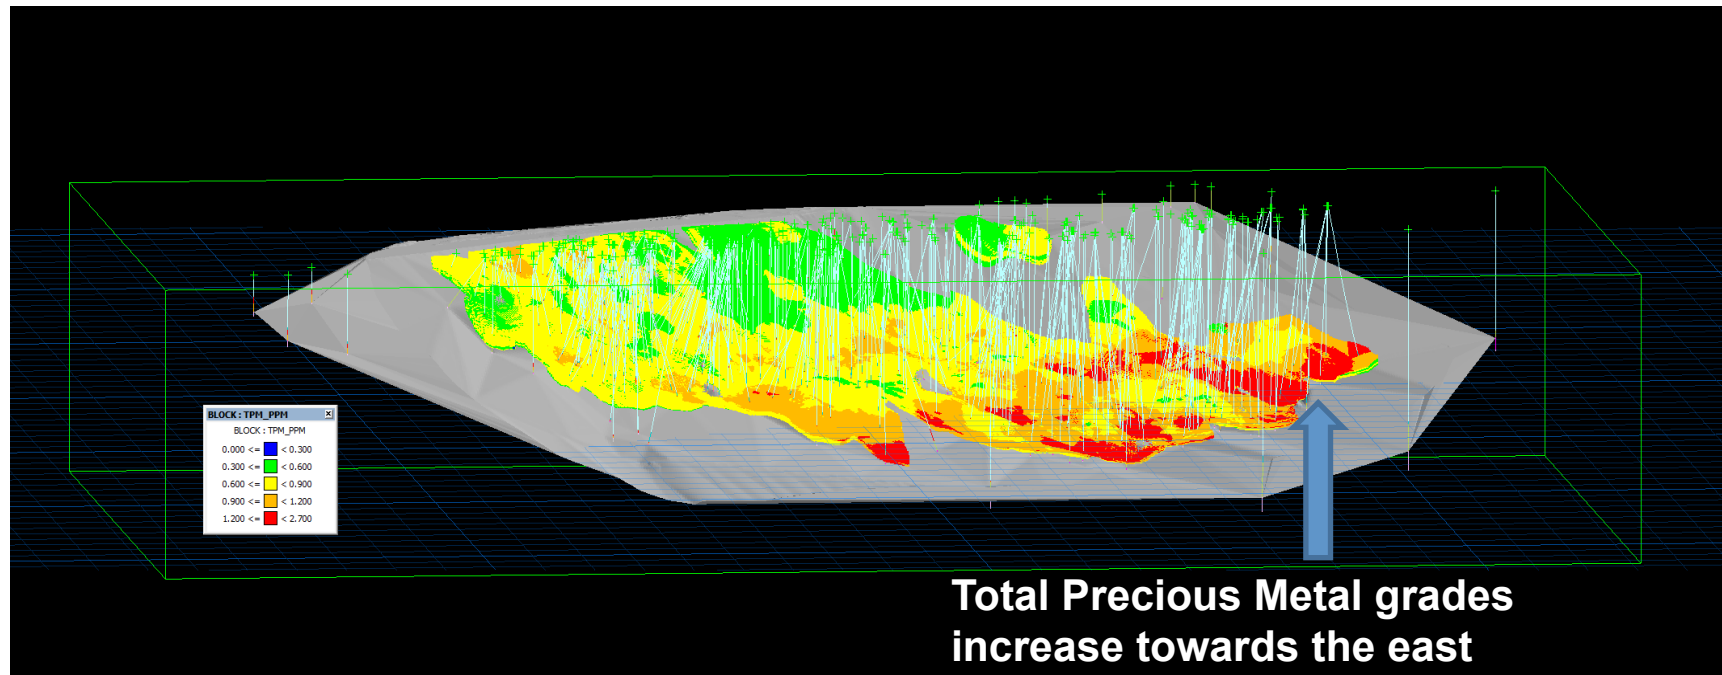 BLOCK : TPM_PPM
BLOCK : TPM_PPM
0.000 <= < 0.300
0.300 <= < 0.600
0.600 <= < 0.900
0.900 <= < 1.200
1.200 <= < 2.700
Total Precious Metal grades
increase towards the east